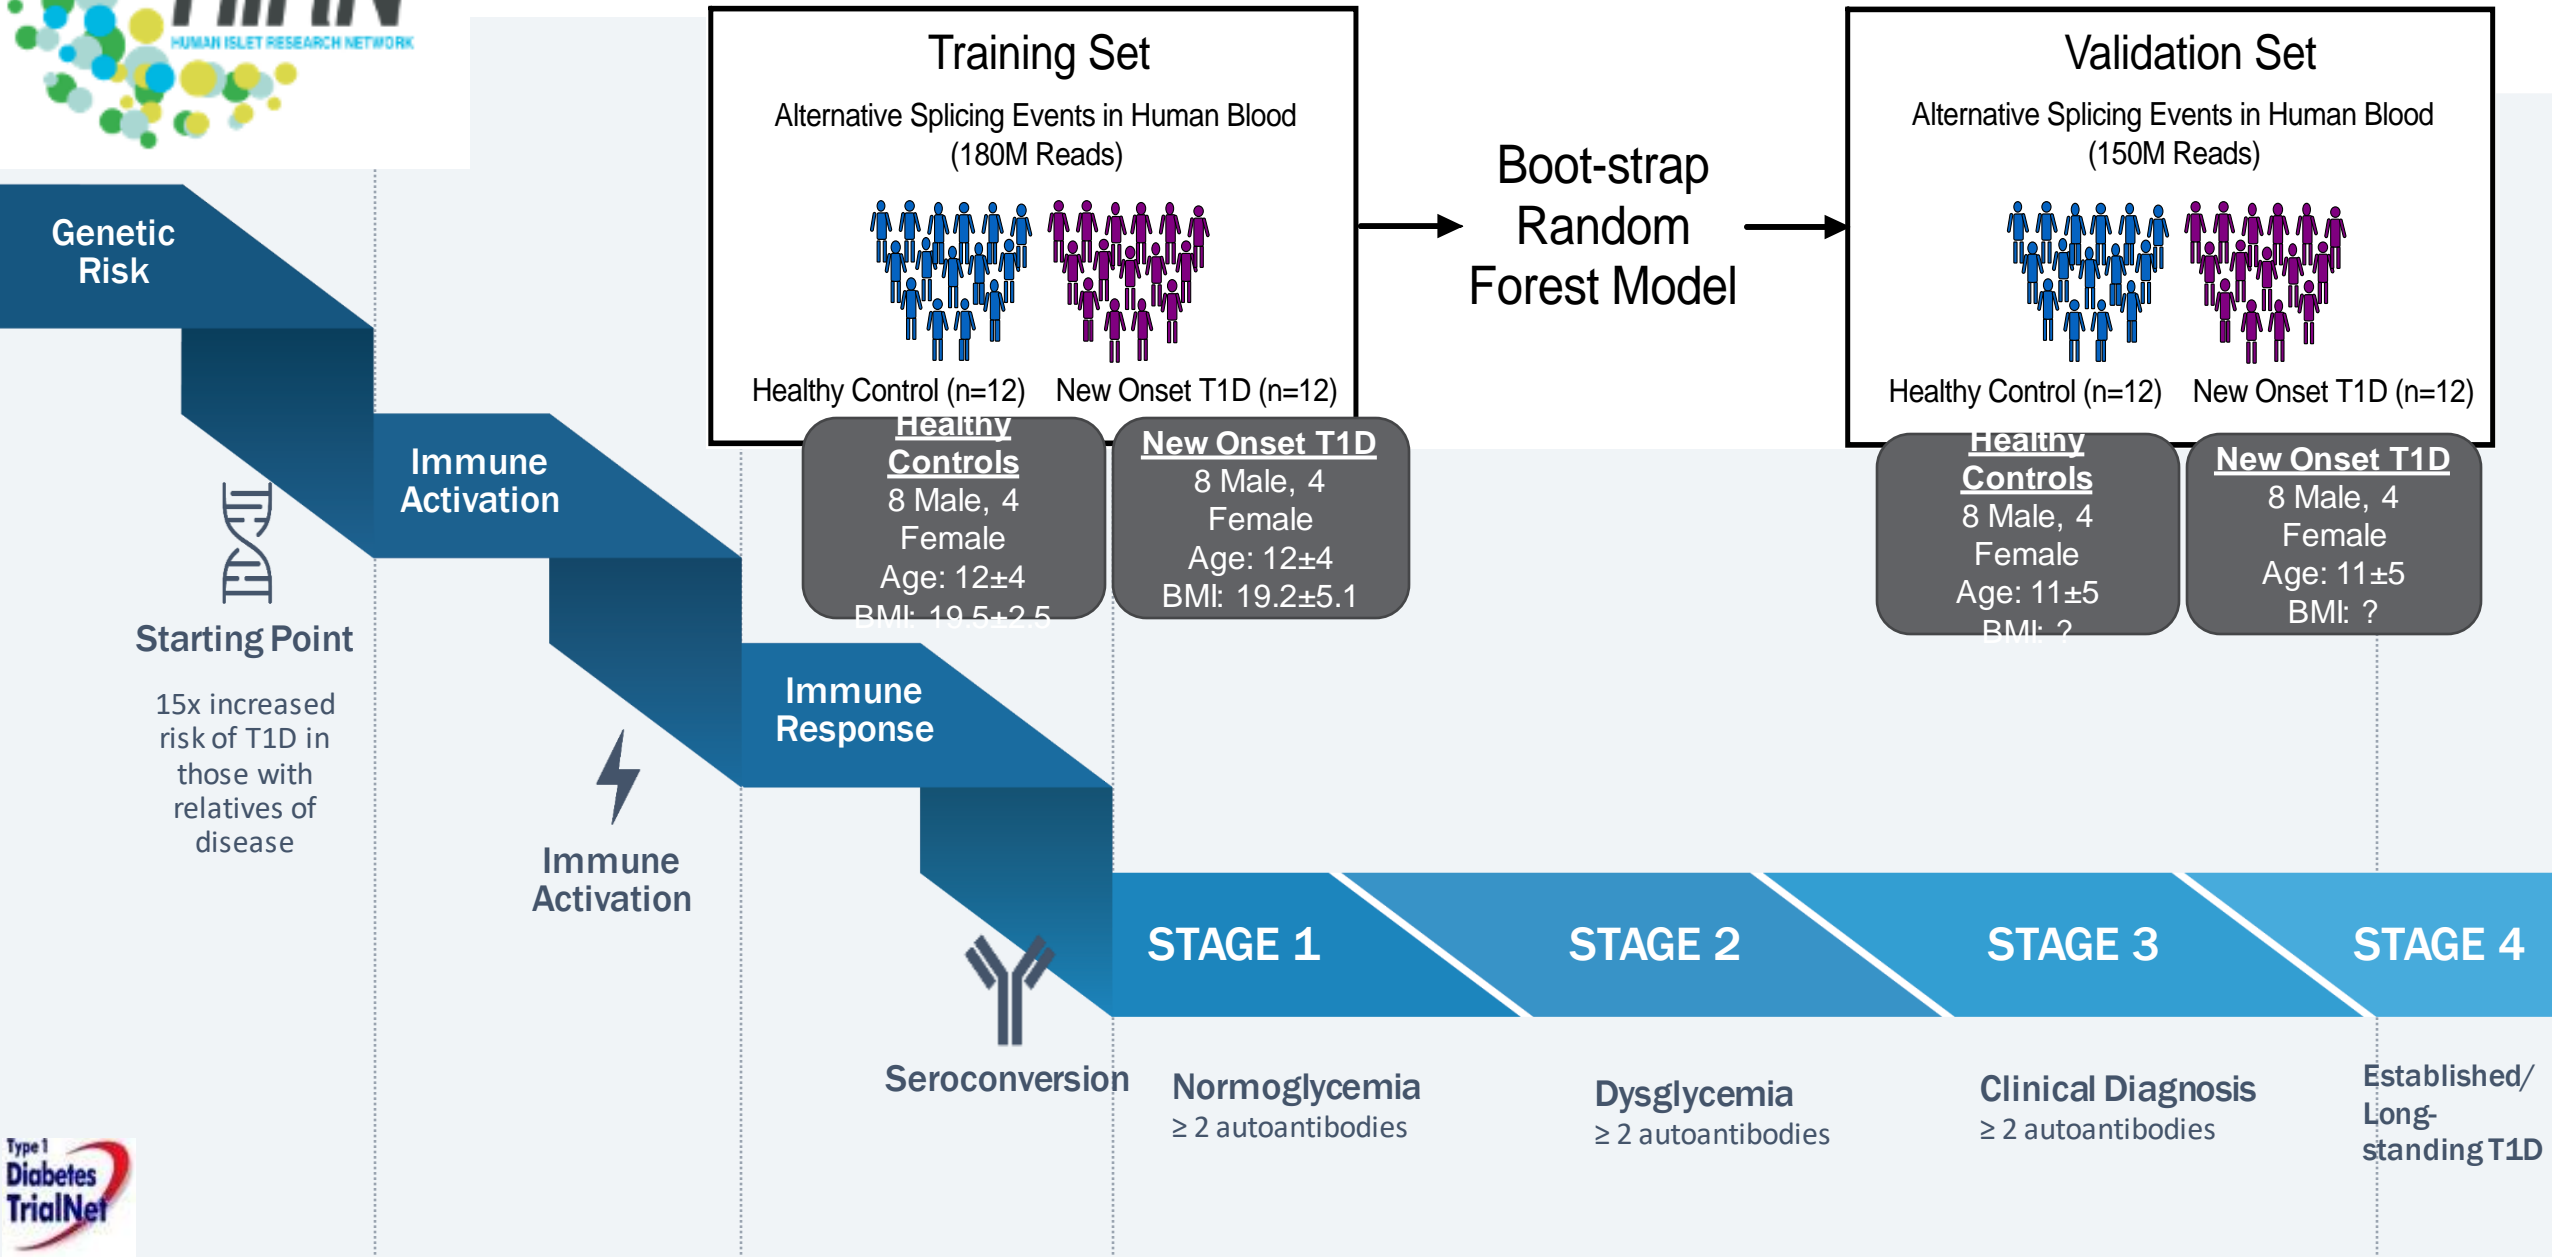 HUMAN ISLET RESEARCH NETWORK
Training Set
Alternative Splicing Events in Human Blood
(180M Reads)
Healthy Control (n=12)
New Onset T1D (n=12)
Healthy
Controls
8 Male, 4
Female
Age: 12±4
BMI: 19.5±2.5
New Onset T1D
8 Male, 4
Female
Age: 12±4
BMI: 19.2±5.1
Boot-strap
Random
Forest Model
Validation Set
Alternative Splicing Events in Human Blood
(150M Reads)
Healthy Control (n=12)
New Onset T1D (n=12)
Healthy
Controls
8 Male, 4
Female
Age: 11±5
BMI: ?
New Onset T1D
8 Male, 4
Female
Age: 11±5
BMI: ?
Genetic
Risk
Starting Point
15x increased
risk of T1D in
those with
relatives of
disease
Immune
Activation
Immune
Activation
Immune
Response
Seroconversion
STAGE 1
Normoglycemia
≥ 2 autoantibodies
STAGE 2
Dysglycemia
≥ 2 autoantibodies
STAGE 3
Clinical Diagnosis
≥ 2 autoantibodies
STAGE 4
Established/
Long-
standing T1D
Type 1
Diabetes
TrialNet